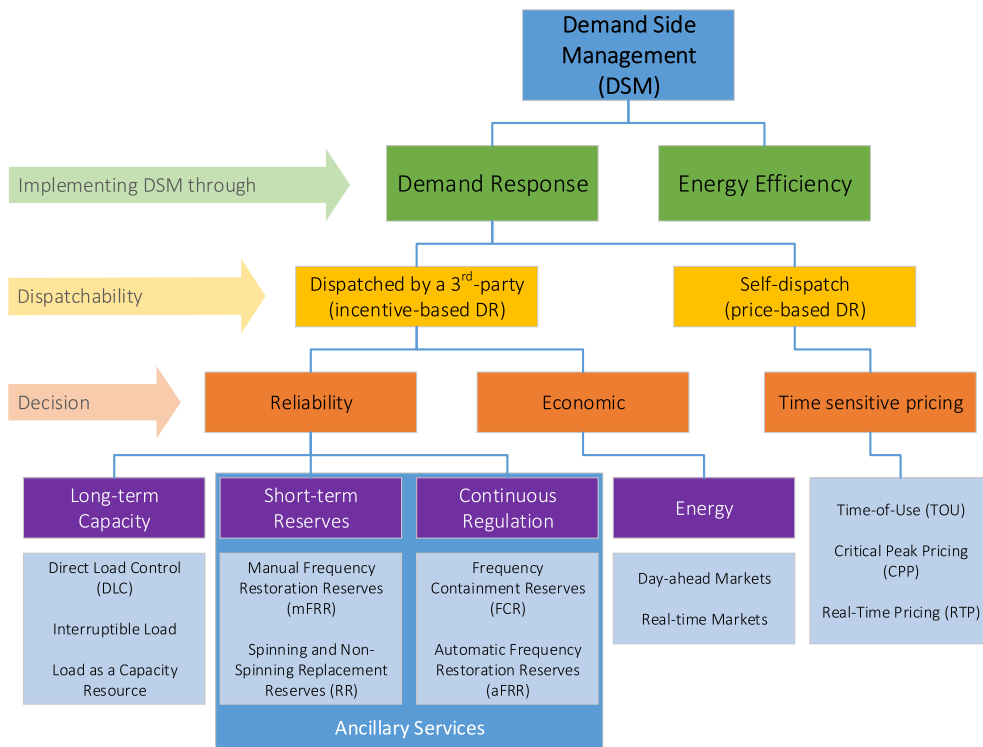 Demand Side
Management
(DSM)
Implementing DSM through
Demand Response
Energy Efficiency
Dispatchability
Dispatched by a 3rd-party
(incentive-based DR)
Self-dispatch
(price-based DR)
Decision
Reliability
Economic
Time sensitive pricing
Long-term
Capacity
Short-term
Reserves
Continuous
Regulation
Energy
Direct Load Control
(DLC)
Interruptible Load
Load as a Capacity
Resource
Manual Frequency
Restoration Reserves
(mFRR)
Spinning and Non-
Spinning Replacement
Reserves (RR)
Frequency
Containment Reserves
(FCR)
Automatic Frequency
Restoration Reserves
(aFRR)
Day-ahead Markets
Real-time Markets
Time-of-Use (TOU)
Critical Peak Pricing
(CPP)
Real-Time Pricing (RTP)
Ancillary Services